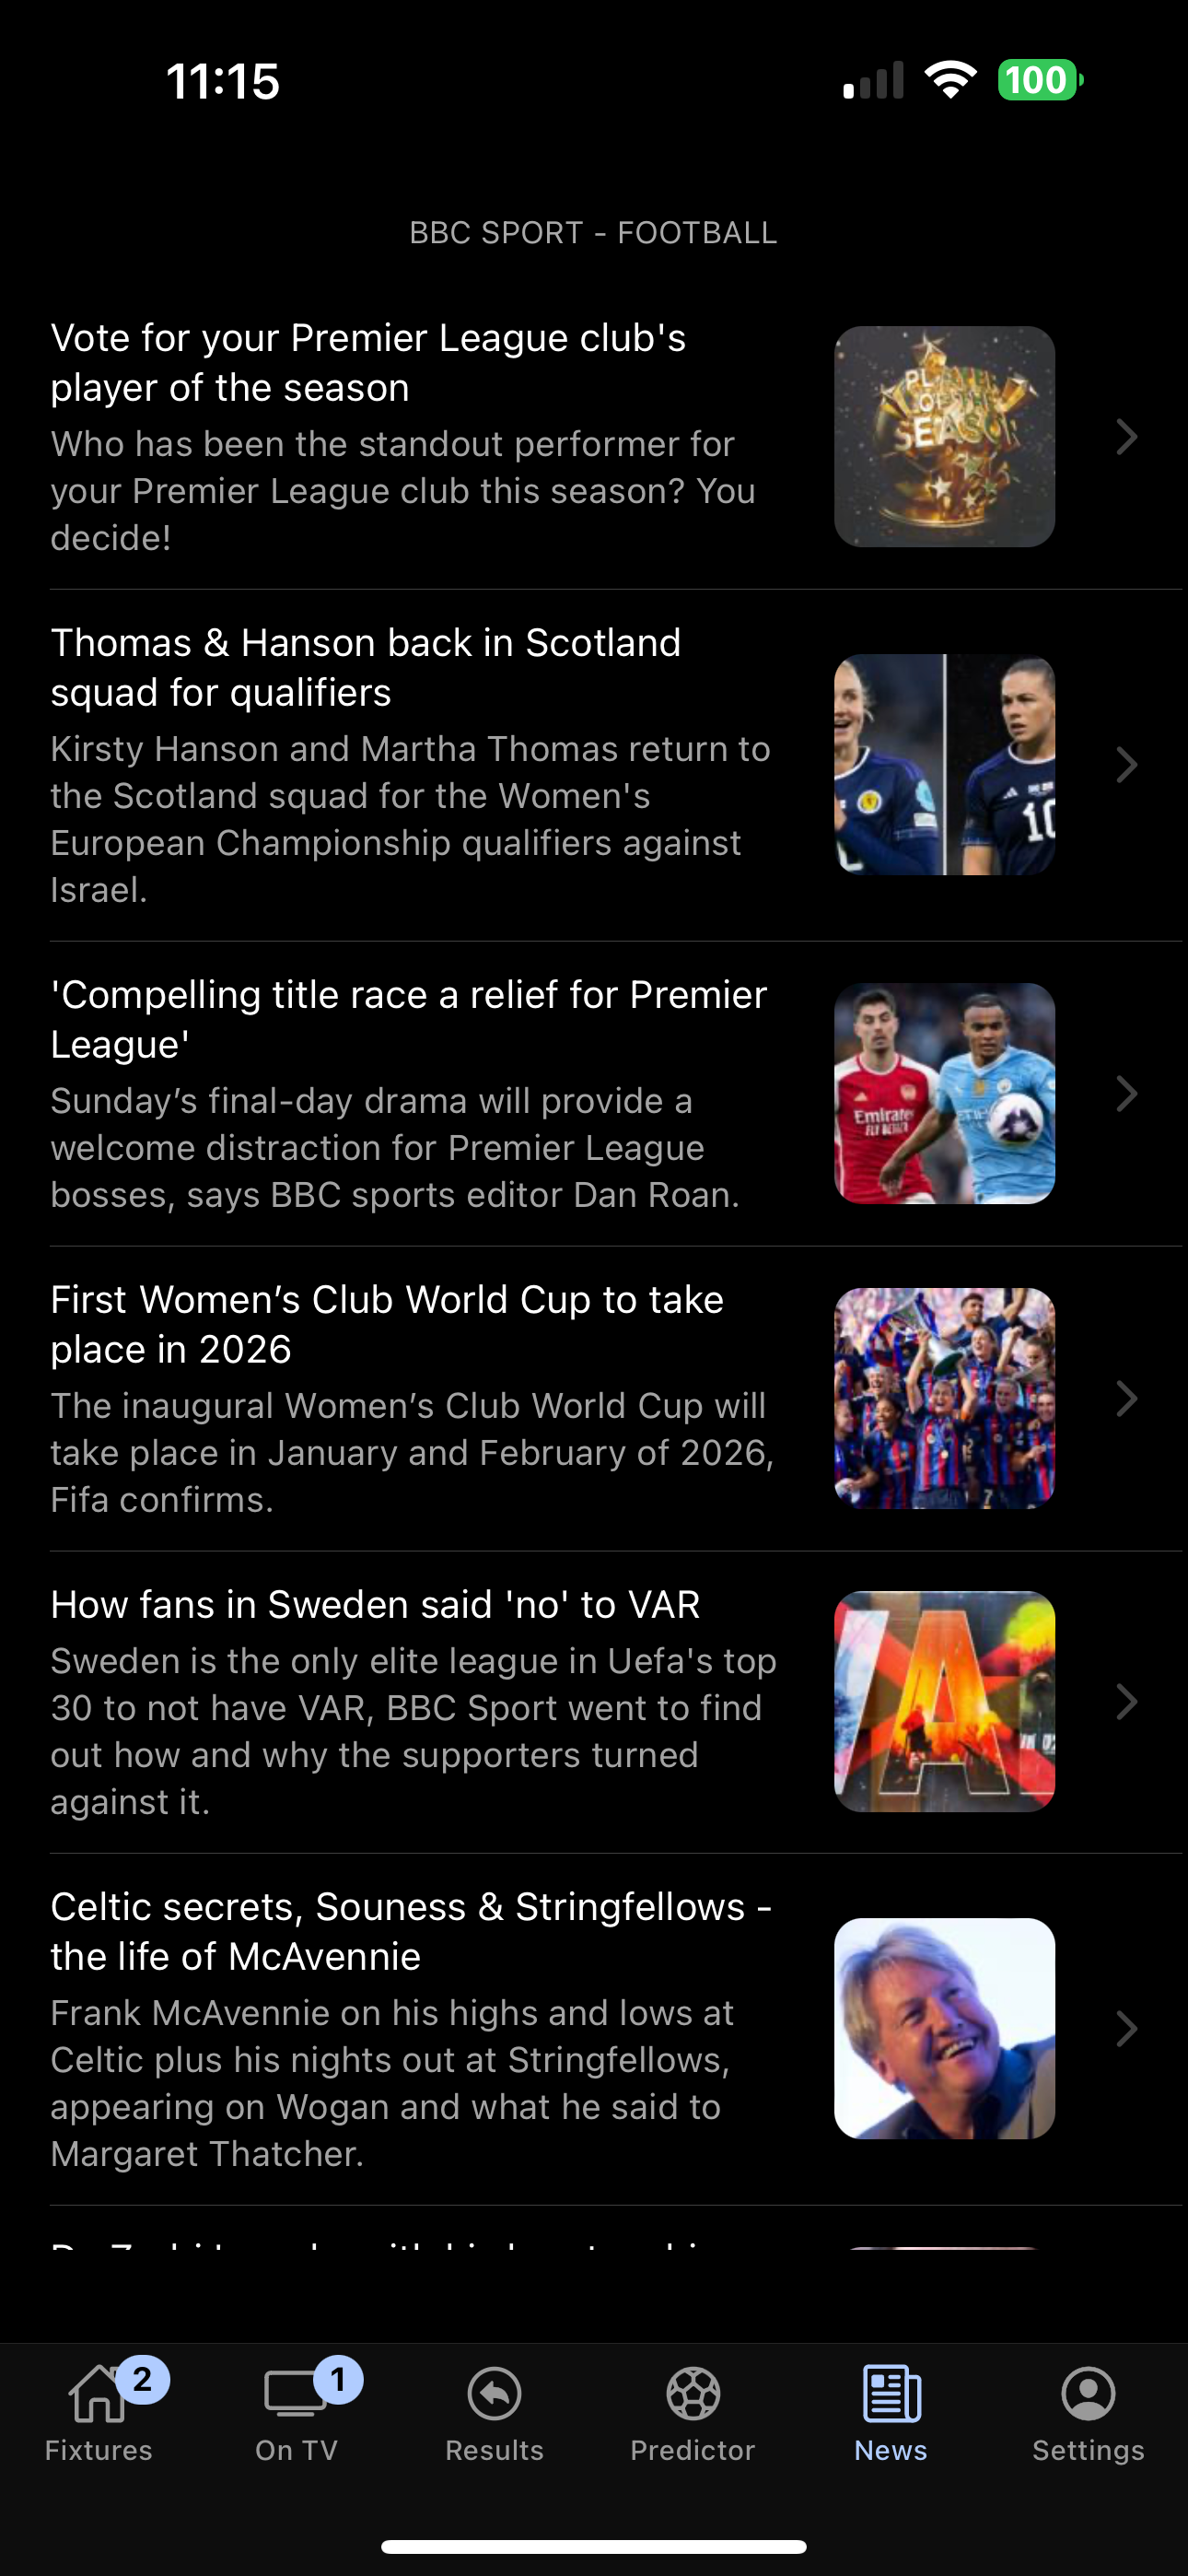 11:15
100
BBC SPORT - FOOTBALL
Vote for your Premier League club's
player of the season
Who has been the standout performer for
your Premier League club this season? You
decide!
PLAYER
OF THE
SEASON
Thomas & Hanson back in Scotland
squad for qualifiers
Kirsty Hanson and Martha Thomas return to
the Scotland squad for the Women's
European Championship qualifiers against
Israel.
10
'Compelling title race a relief for Premier
League'
Sunday’s final-day drama will provide a
welcome distraction for Premier League
bosses, says BBC sports editor Dan Roan.
Emirates
FLY BETTER
First Women’s Club World Cup to take
place in 2026
The inaugural Women’s Club World Cup will
take place in January and February of 2026,
Fifa confirms.
How fans in Sweden said 'no' to VAR
Sweden is the only elite league in Uefa's top
30 to not have VAR, BBC Sport went to find
out how and why the supporters turned
against it.
VA
Celtic secrets, Souness & Stringfellows -
the life of McAvennie
Frank McAvennie on his highs and lows at
Celtic plus his nights out at Stringfellows,
appearing on Wogan and what he said to
Margaret Thatcher.
2
1
Fixtures
On TV
Results
Predictor
News
Settings